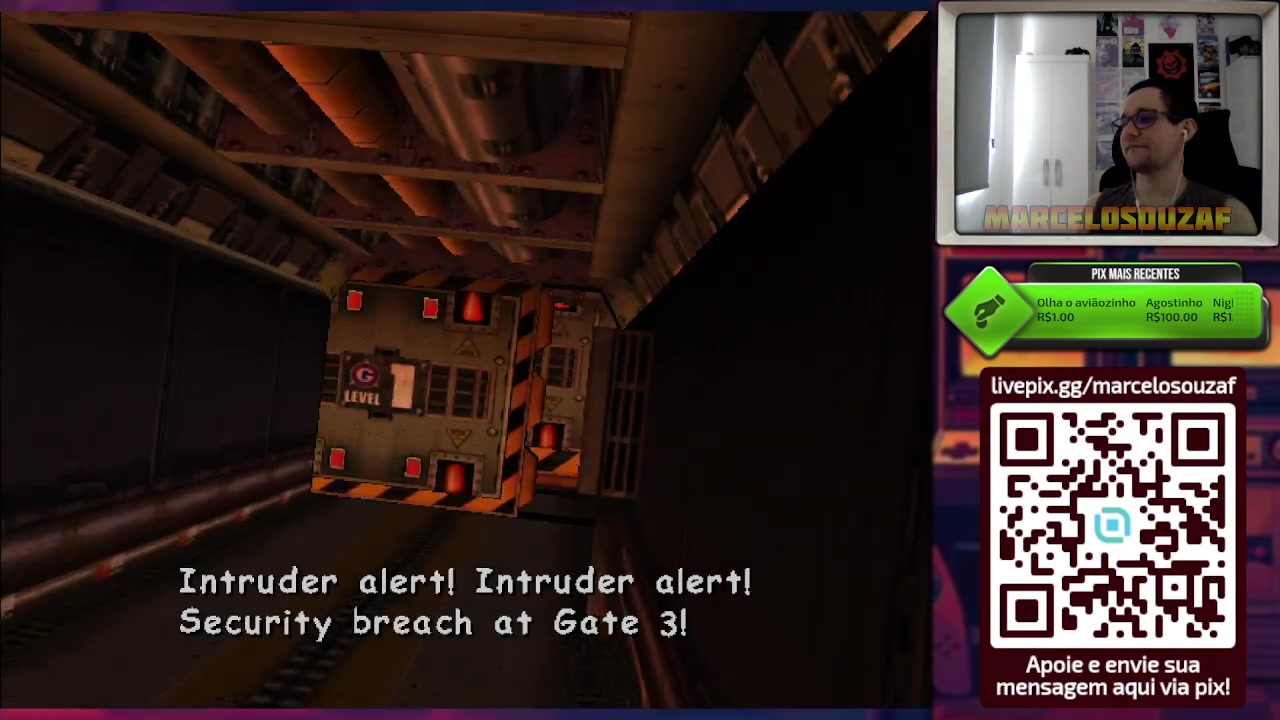 MARCELOSOUZAF
PIX MAIS RECENTES
Olha o aviãozinho Agostinho
R$1.00 R$100.00 R$1.
livepix.gg/marcelosouzaf
LEVEL
Intruder alert! Intruder alert!
Security breach at Gate 3!
Apoie e envie sua
mensagem aqui via pix!